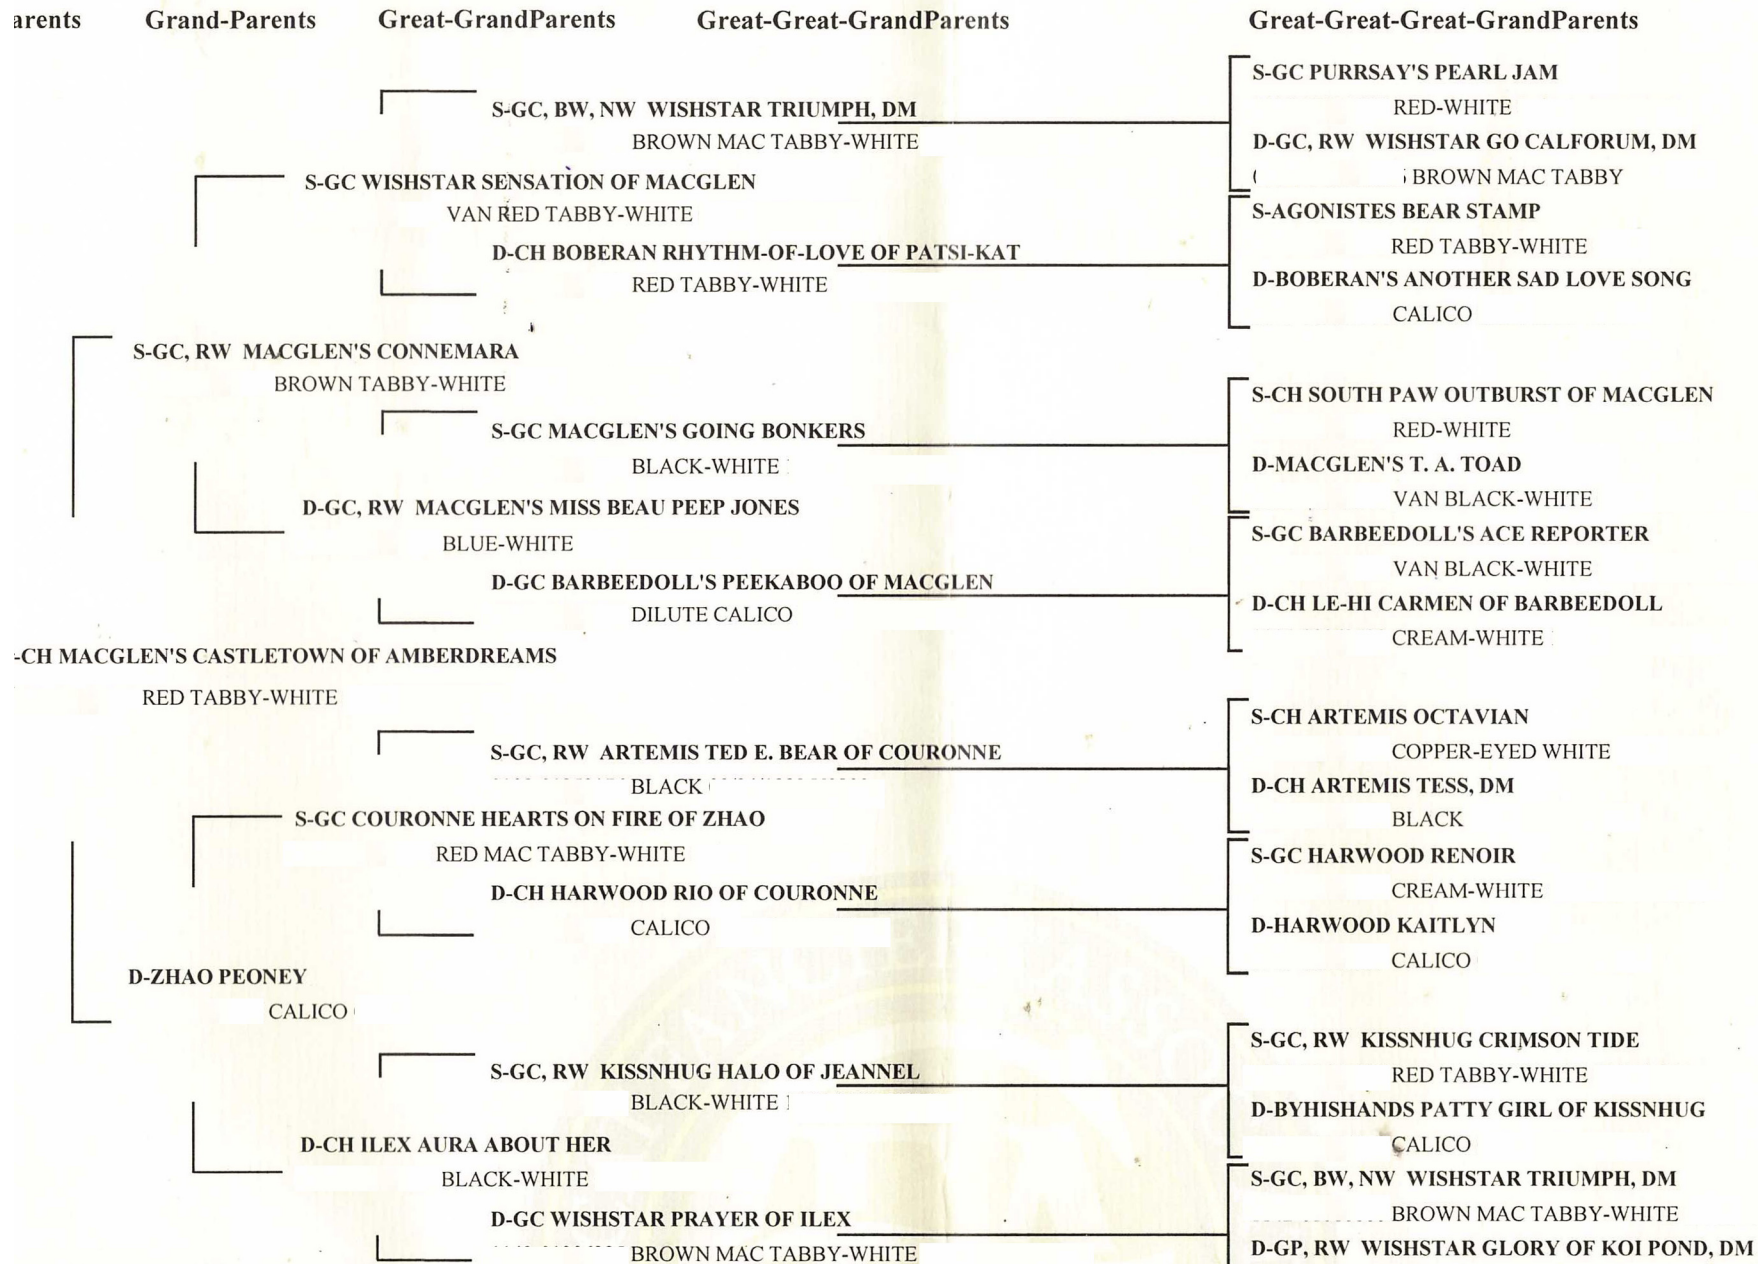 arents Grand-Parents Great-GrandParents Great-Great-GrandParents Great-Great-Great-GrandParents
S-GC PURRSAY'S PEARL JAM
RED-WHITE
S-GC, BW, NW WISHSTAR TRIUMPH, DM
BROWN MAC TABBY-WHITE
D-GC, RW WISHSTAR GO CALFORUM, DM
BROWN MAC TABBY
S-GC WISHSTAR SENSATION OF MACGLEN
VAN RED TABBY-WHITE
S-AGONISTES BEAR STAMP
RED TABBY-WHITE
D-CH BOBERAN RHYTHM-OF-LOVE OF PATSI-KAT
RED TABBY-WHITE
D-BOBERAN'S ANOTHER SAD LOVE SONG
CALICO
S-GC, RW MACGLEN'S CONNEMARA
BROWN TABBY-WHITE
S-CH SOUTH PAW OUTBURST OF MACGLEN
RED-WHITE
S-GC MACGLEN'S GOING BONKERS
BLACK-WHITE
D-MACGLEN'S T. A. TOAD
VAN BLACK-WHITE
D-GC, RW MACGLEN'S MISS BEAU PEEP JONES
BLUE-WHITE
S-GC BARBEEDOLL'S ACE REPORTER
VAN BLACK-WHITE
D-GC BARBEEDOLL'S PEEKABOO OF MACGLEN
DILUTE CALICO
D-CH LE-HI CARMEN OF BARBEEDOLL
CREAM-WHITE
-CH MACGLEN'S CASTLETOWN OF AMBERDREAMS
RED TABBY-WHITE
S-CH ARTEMIS OCTAVIAN
COPPER-EYED WHITE
S-GC, RW ARTEMIS TED E. BEAR OF COURONNE
BLACK
D-CH ARTEMIS TESS, DM
BLACK
S-GC COURONNE HEARTS ON FIRE OF ZHAO
RED MAC TABBY-WHITE
S-GC HARWOOD RENOIR
CREAM-WHITE
D-CH HARWOOD RIO OF COURONNE
CALICO
D-HARWOOD KAITLYN
CALICO
D-ZHAO PEONEY
CALICO
S-GC, RW KISSNHUG CRIMSON TIDE
RED TABBY-WHITE
S-GC, RW KISSNHUG HALO OF JEANNEL
BLACK-WHITE
D-BYHISHANDS PATTY GIRL OF KISSNHUG
CALICO
D-CH ILEX AURA ABOUT HER
BLACK-WHITE
S-GC, BW, NW WISHSTAR TRIUMPH, DM
BROWN MAC TABBY-WHITE
D-GC WISHSTAR PRAYER OF ILEX
BROWN MAC TABBY-WHITE
D-GP, RW WISHSTAR GLORY OF KOI POND, DM